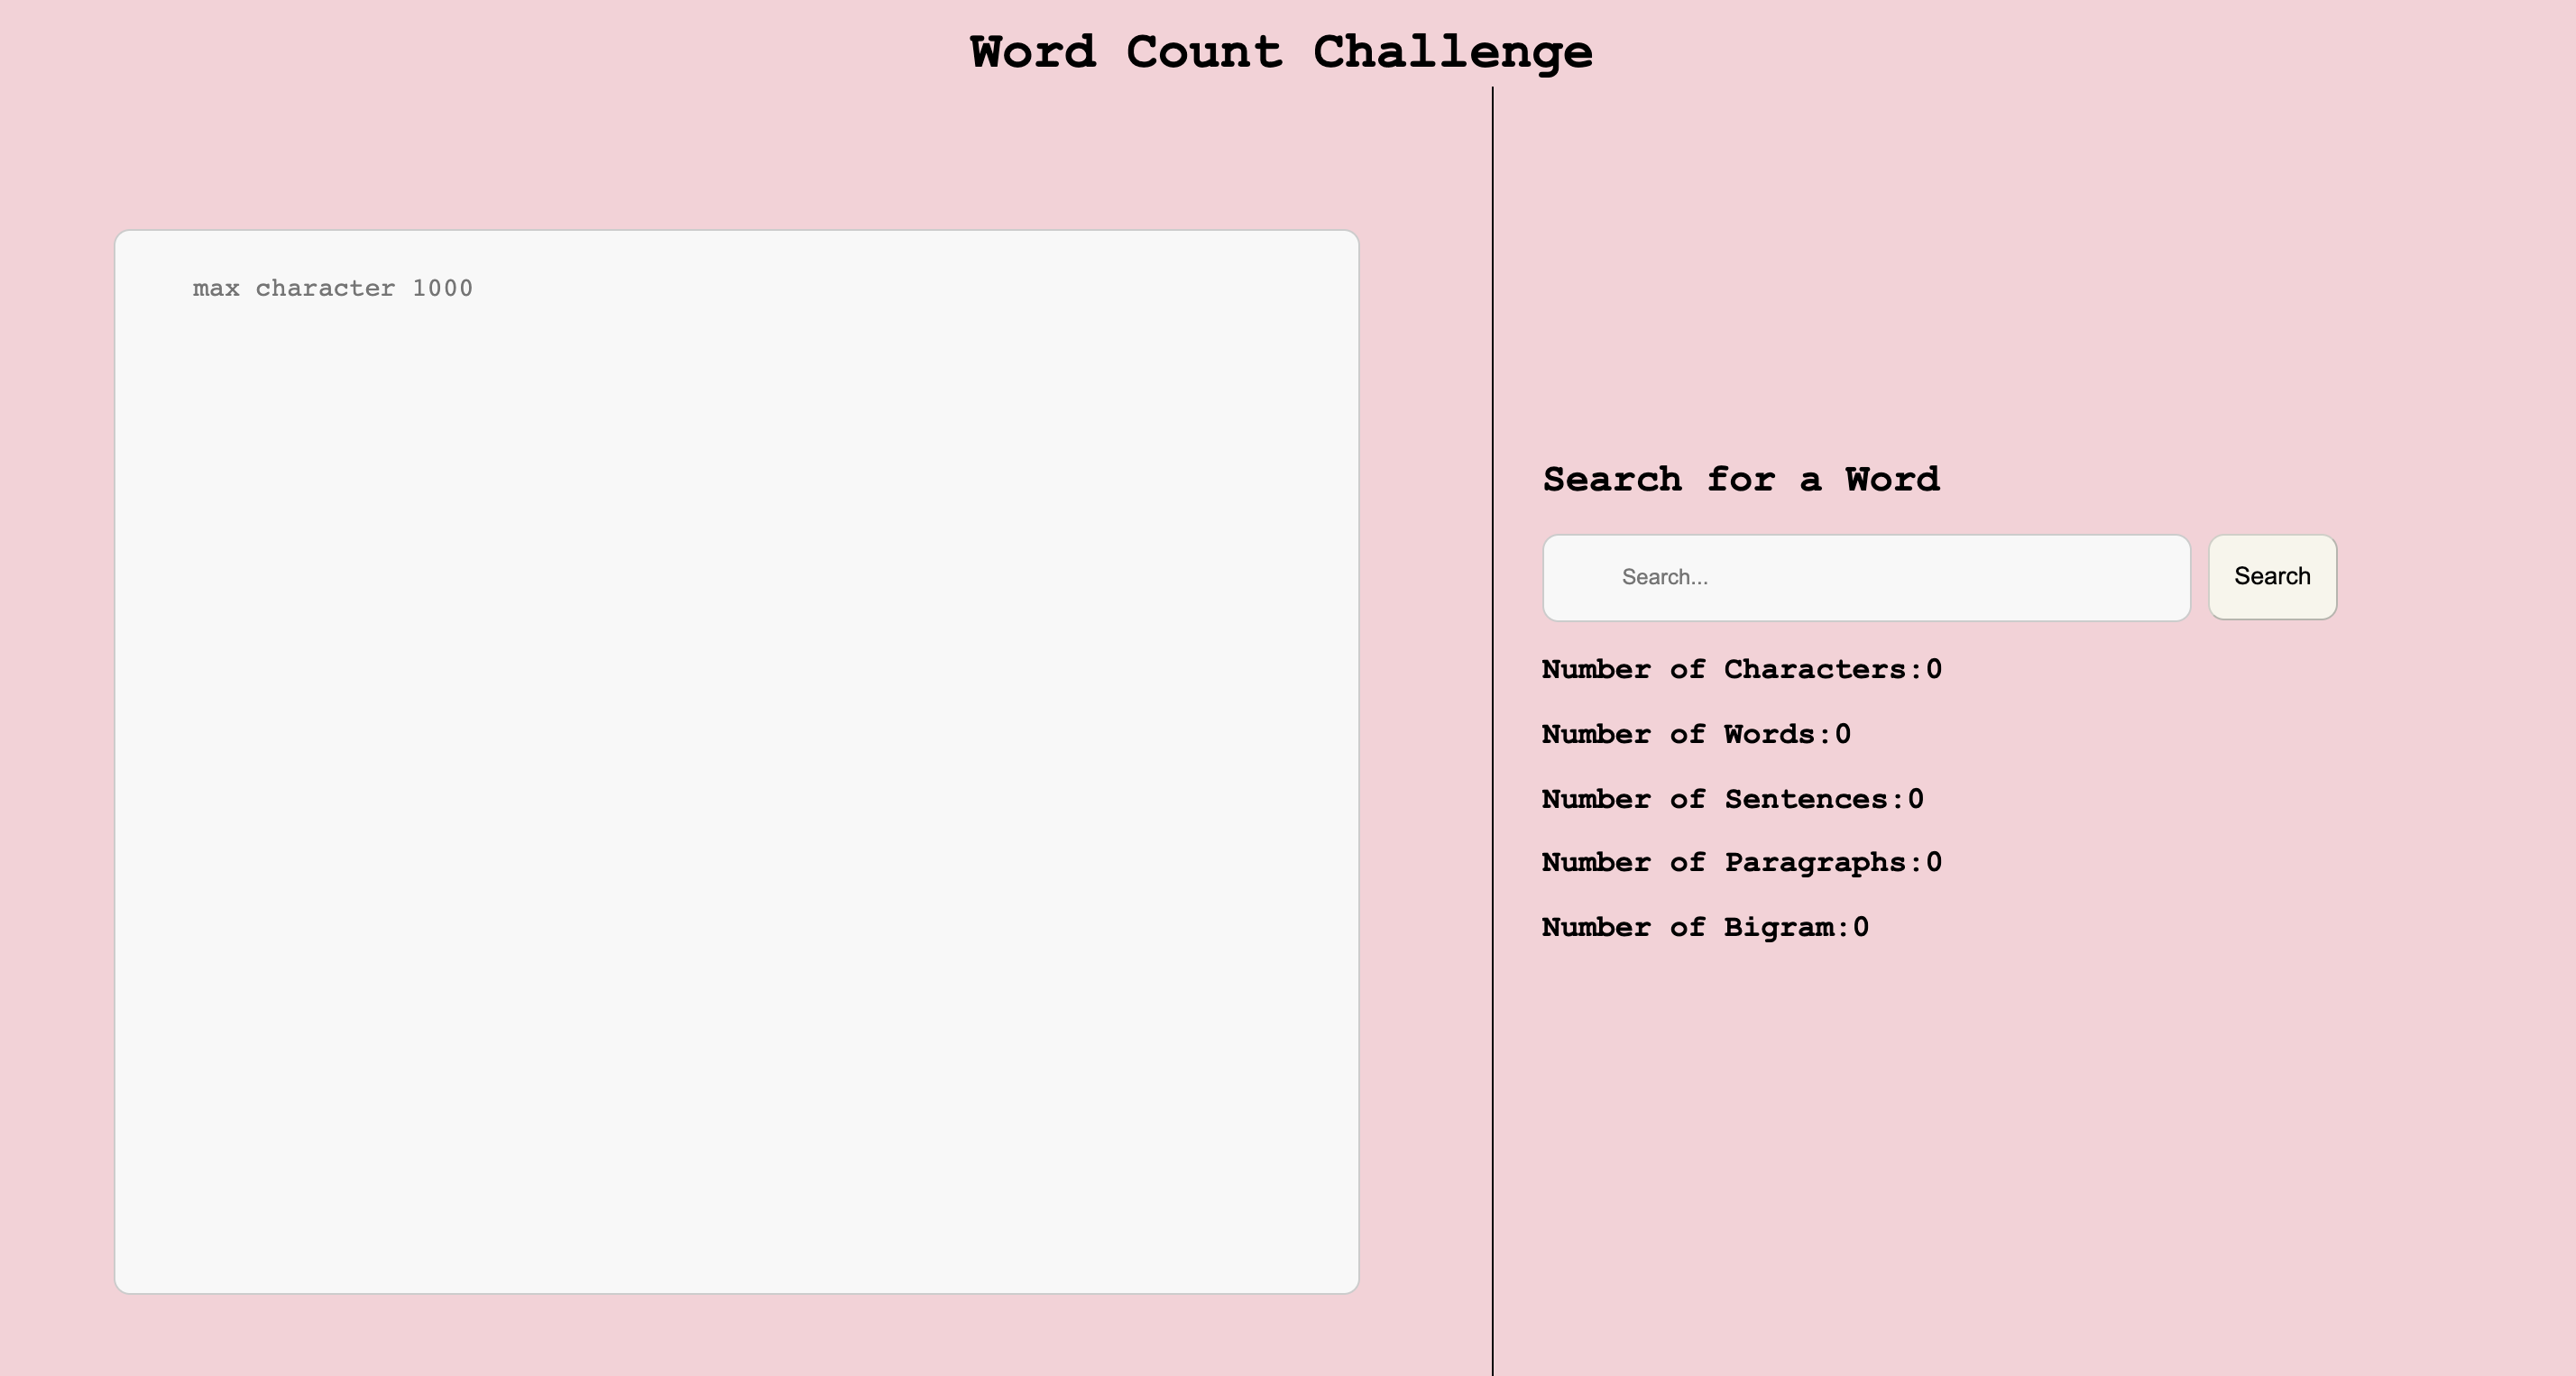 Word Count Challenge
max character 1000
Search for a Word
Search...
Search
Number of Characters:0
Number of Words:0
Number of Sentences:0
Number of Paragraphs:0
Number of Bigram:0